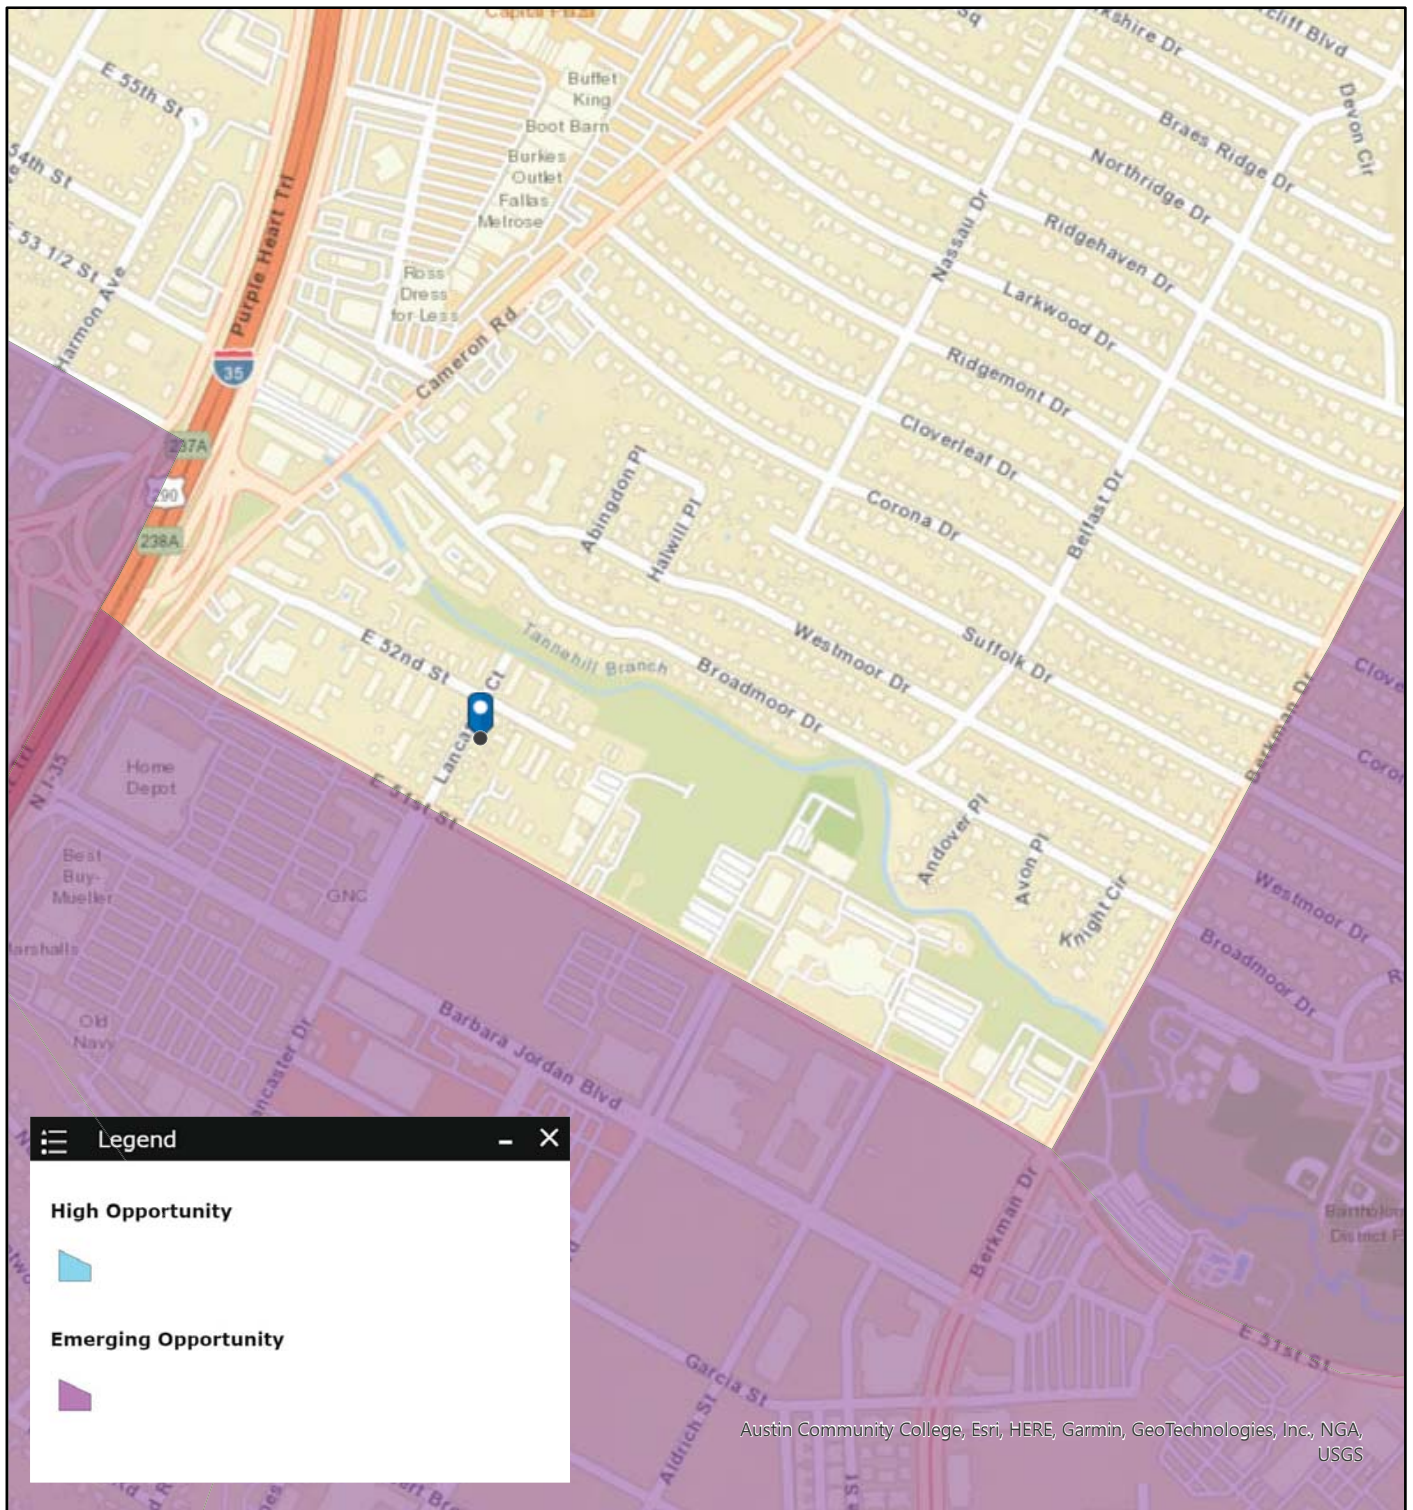 Capital Plaza
Sq
Devon Cir
E 55th St
Buffet
King
Boot Barn
Braes Ridge Dr
Northridge Dr
Burkes
Outlet
Fallas
Melrose
Purple Heart Trl
Nassau Dr
Ridgehaven Dr
54th St
53 1/2 St
Harmon Ave
Ross
Dress
for Less
Larkwood Dr
Cameron Rd
35
Ridgemont Dr
237A
Cloverleaf Dr
290
Abingdon Pl
Halwill Pl
Corona Dr
Belfast Dr
238A
E 52nd St
Tannehill Branch
Westmoor Dr
Suffolk Dr
Broadmoor Dr
Ct
Berkman Dr
N I-35
Home
Depot
E 51st St
Andover Pl
Avon Pl
Knight Cir
Westmoor Dr
Broadmoor Dr
Best
Buy-
Mueller
GNC
Old
Navy
Barbara Jordan Blvd
Berkman Dr
E 51st St
Garcia St
Aldrich St
Legend
High Opportunity
Emerging Opportunity
Austin Community College, Esri, HERE, Garmin, GeoTechnologies, Inc., NGA,
USGS